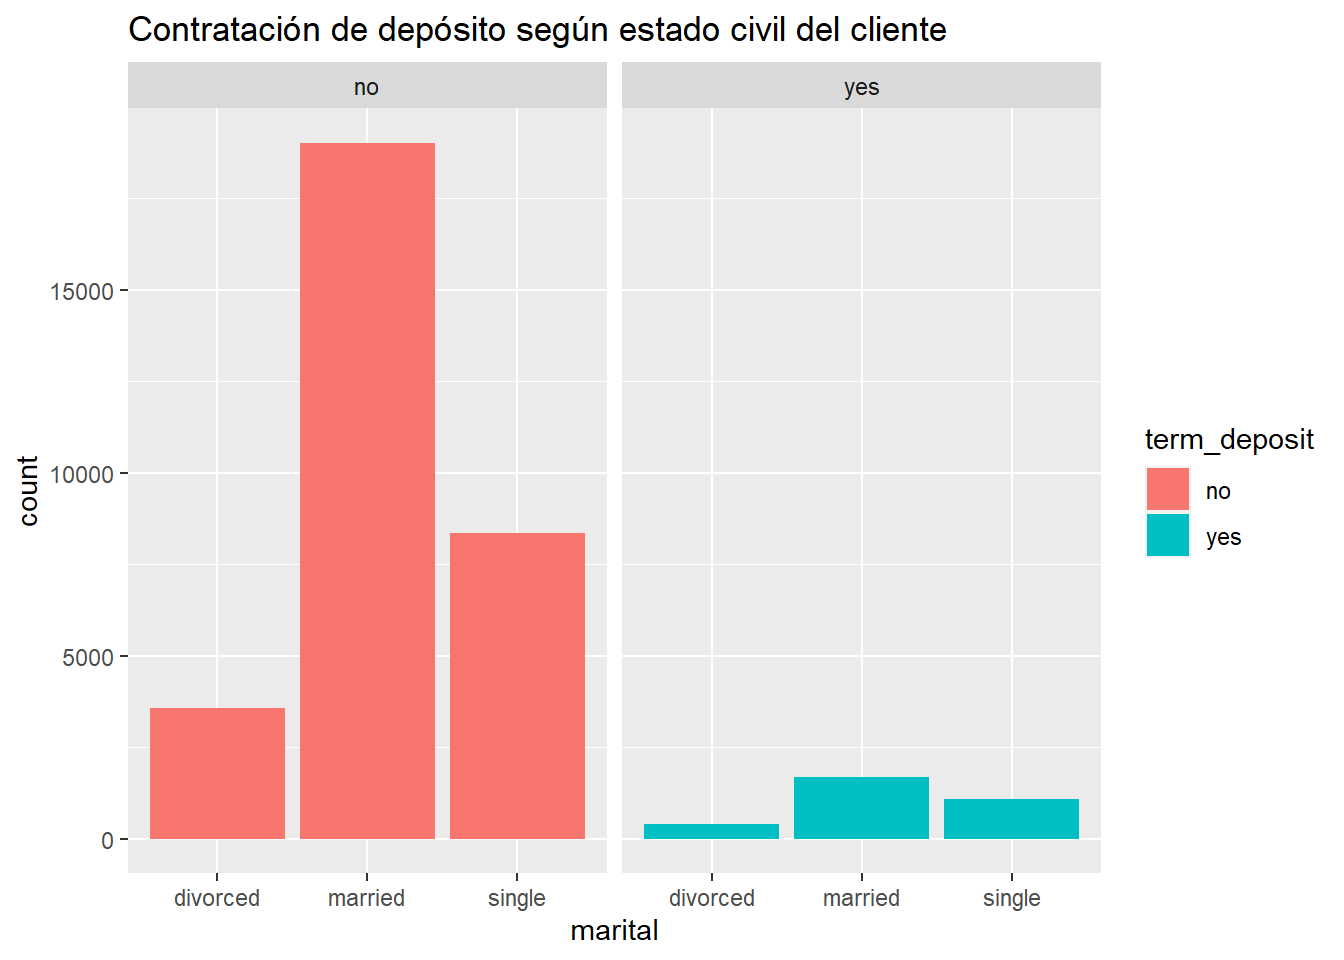 Contratación de depósito según estado civil del cliente
no
yes
15000
10000
5000
0
count
divorced
married
single
divorced
married
single
marital
term_deposit
no
yes